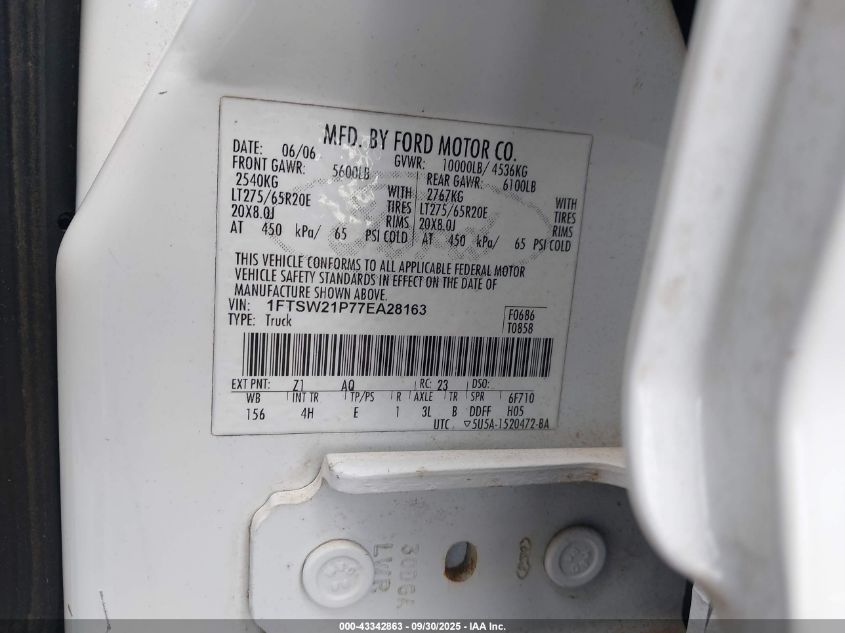 MFD. BY FORD MOTOR CO.
DATE: 06/06 GVWR: 10000LB/ 4536KG
FRONT GAWR: 5600LB REAR GAWR: 6100LB
2540KG WITH 2767KG WITH
LT275/65R20E TIRES LT275/65R20E TIRES
20X8.0J RIMS 20X8.0J RIMS
AT 450 kPa/ 65 PSI COLD AT 450 kPa/ 65 PSI COLD
THIS VEHICLE CONFORMS TO ALL APPLICABLE FEDERAL MOTOR
VEHICLE SAFETY STANDARDS IN EFFECT ON THE DATE OF
MANUFACTURE SHOWN ABOVE.
VIN: 1FTSW21P77EA28163 F0686
TYPE: Truck T0858
EXT PNT: Z1 AQ RC: 23 DSO:
WB INT TR TP/PS R AXLE TR SPR 6F710
156 4H E 1 3L B DDFF H05
UTC ▽5U5A-1520472-BA
LWR
000-43342863 - 09/30/2025 - IAA Inc.